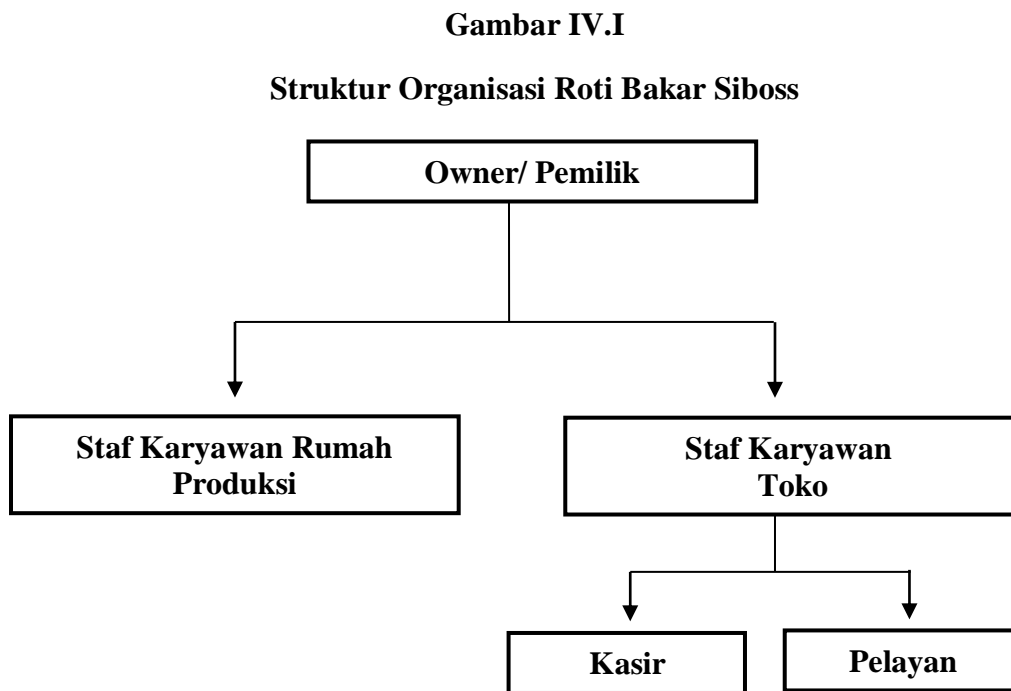 Gambar IV.I
Struktur Organisasi Roti Bakar Siboss
Owner/ Pemilik
Staf Karyawan Rumah
Produksi
Staf Karyawan
Toko
Kasir
Pelayan